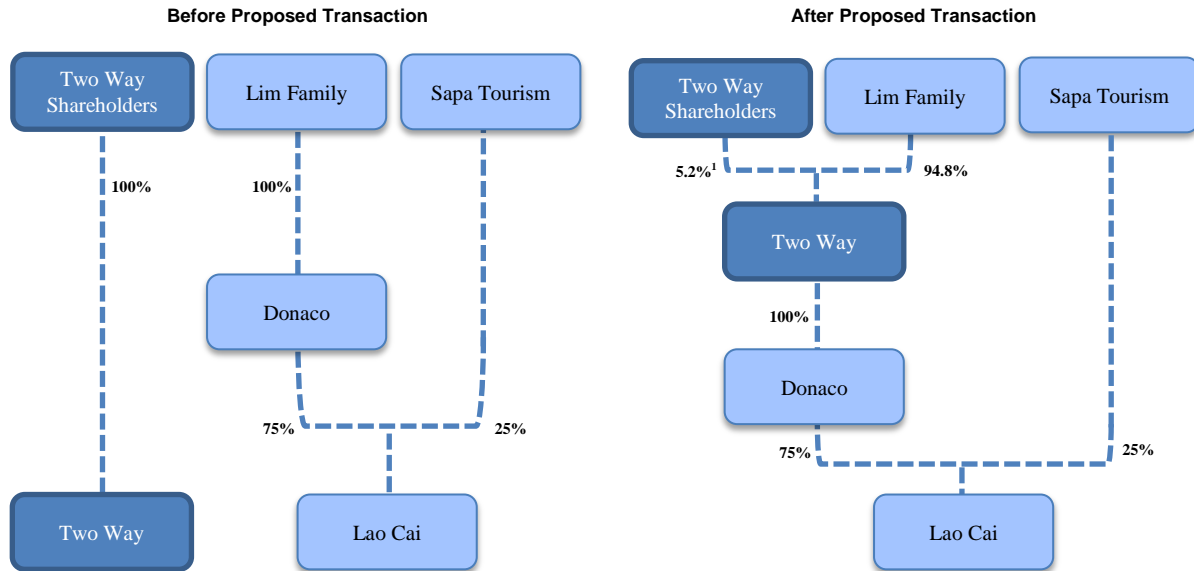 Before Proposed Transaction
Two Way
Shareholders
Lim Family
Sapa Tourism
100%
100%
Donaco
75%
25%
Two Way
Lao Cai
After Proposed Transaction
Two Way
Shareholders
Lim Family
Sapa Tourism
5.2%¹
94.8%
Two Way
100%
Donaco
75%
25%
Lao Cai